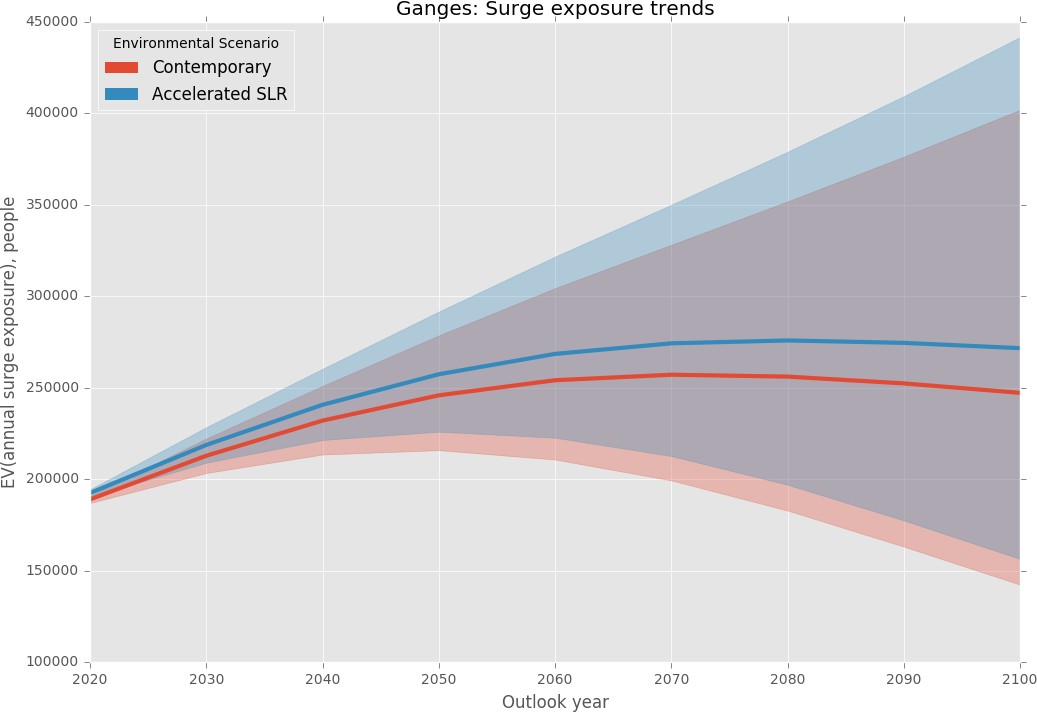 Ganges: Surge exposure trends
Environmental Scenario
Contemporary
Accelerated SLR
EV(annual surge exposure), people
450000
400000
350000
300000
250000
200000
150000
100000
2020 2030 2040 2050 2060 2070 2080 2090 2100
Outlook year